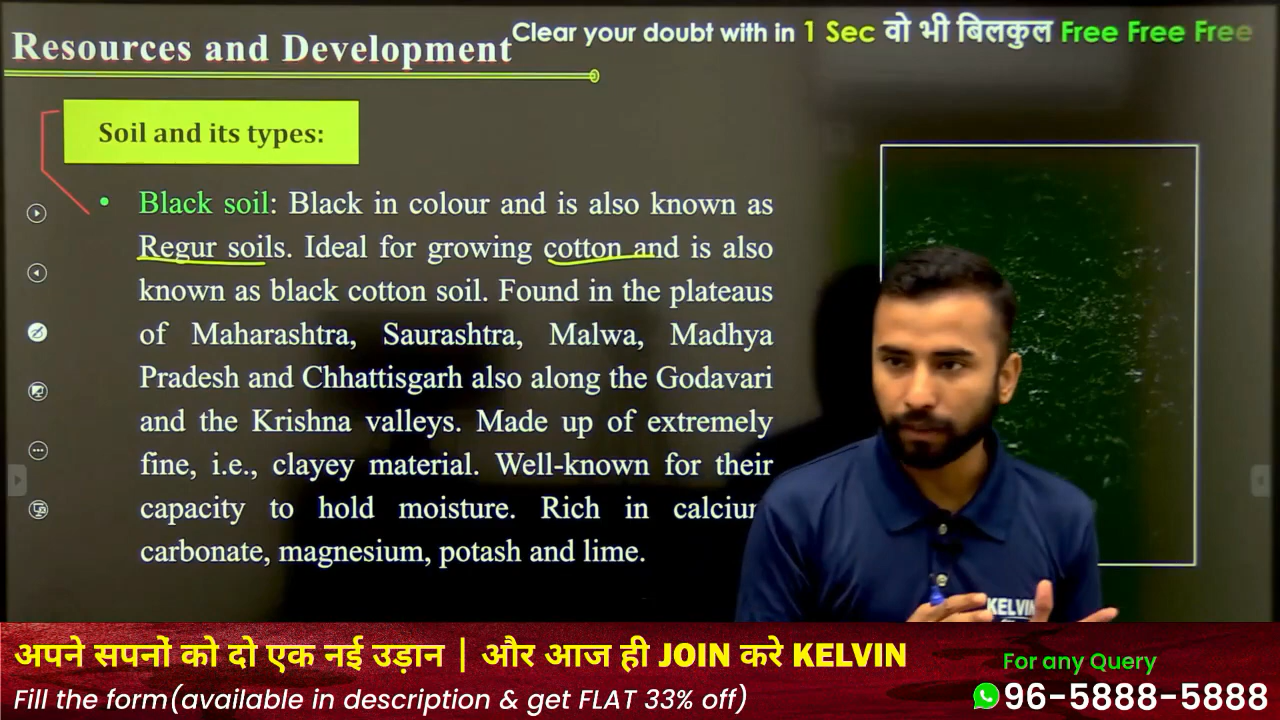 Resources and Development
Clear your doubt with in 1 Sec वो भी बिलकुल Free Free Free
Soil and its types:
• Black soil: Black in colour and is also known as
Regur soils. Ideal for growing cotton and is also
known as black cotton soil. Found in the plateaus
of Maharashtra, Saurashtra, Malwa, Madhya
Pradesh and Chhattisgarh also along the Godavari
and the Krishna valleys. Made up of extremely
fine, i.e., clayey material. Well-known for their
capacity to hold moisture. Rich in calcium
carbonate, magnesium, potash and lime.
KELVIN
अपने सपनों को दो एक नई उड़ान | और आज ही JOIN करे KELVIN
Fill the form(available in description & get FLAT 33% off)
For any Query
96-5888-5888